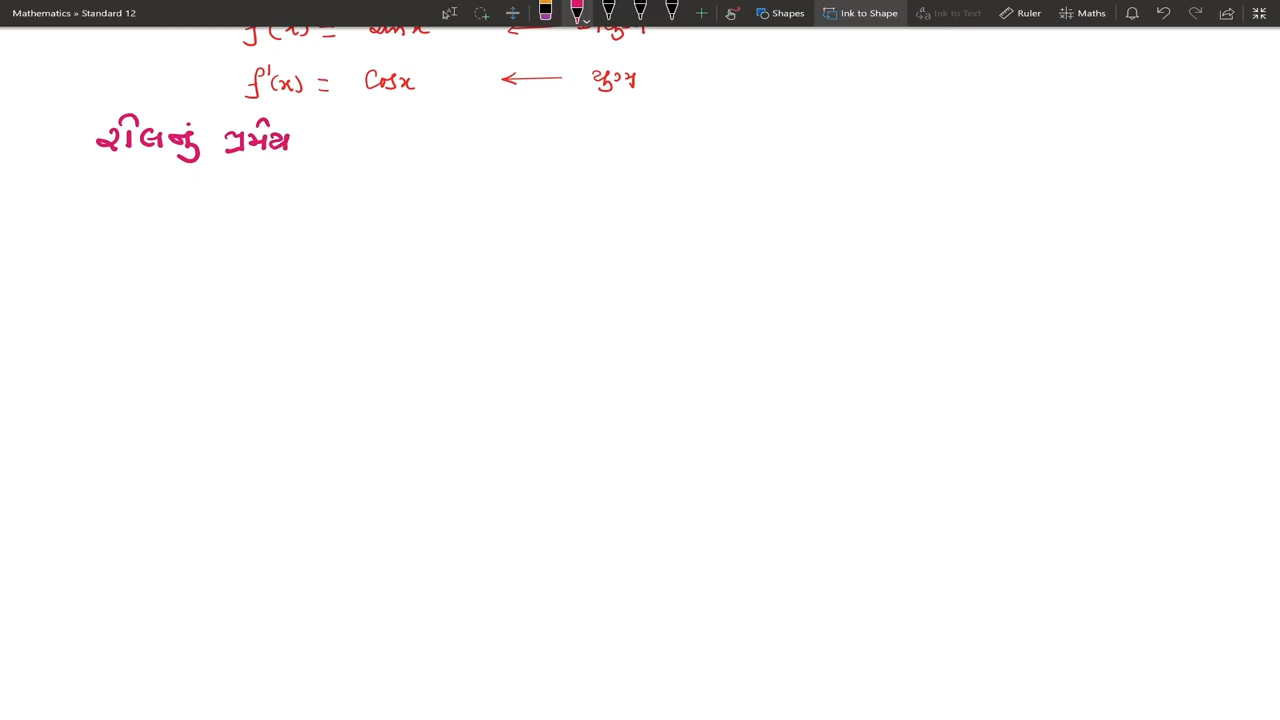 Mathematics » Standard 12
Shapes Ink to Shape Ink to Text Ruler Maths
f'(x) = cosx ← યુગ્મ
રોલનું પ્રમેય